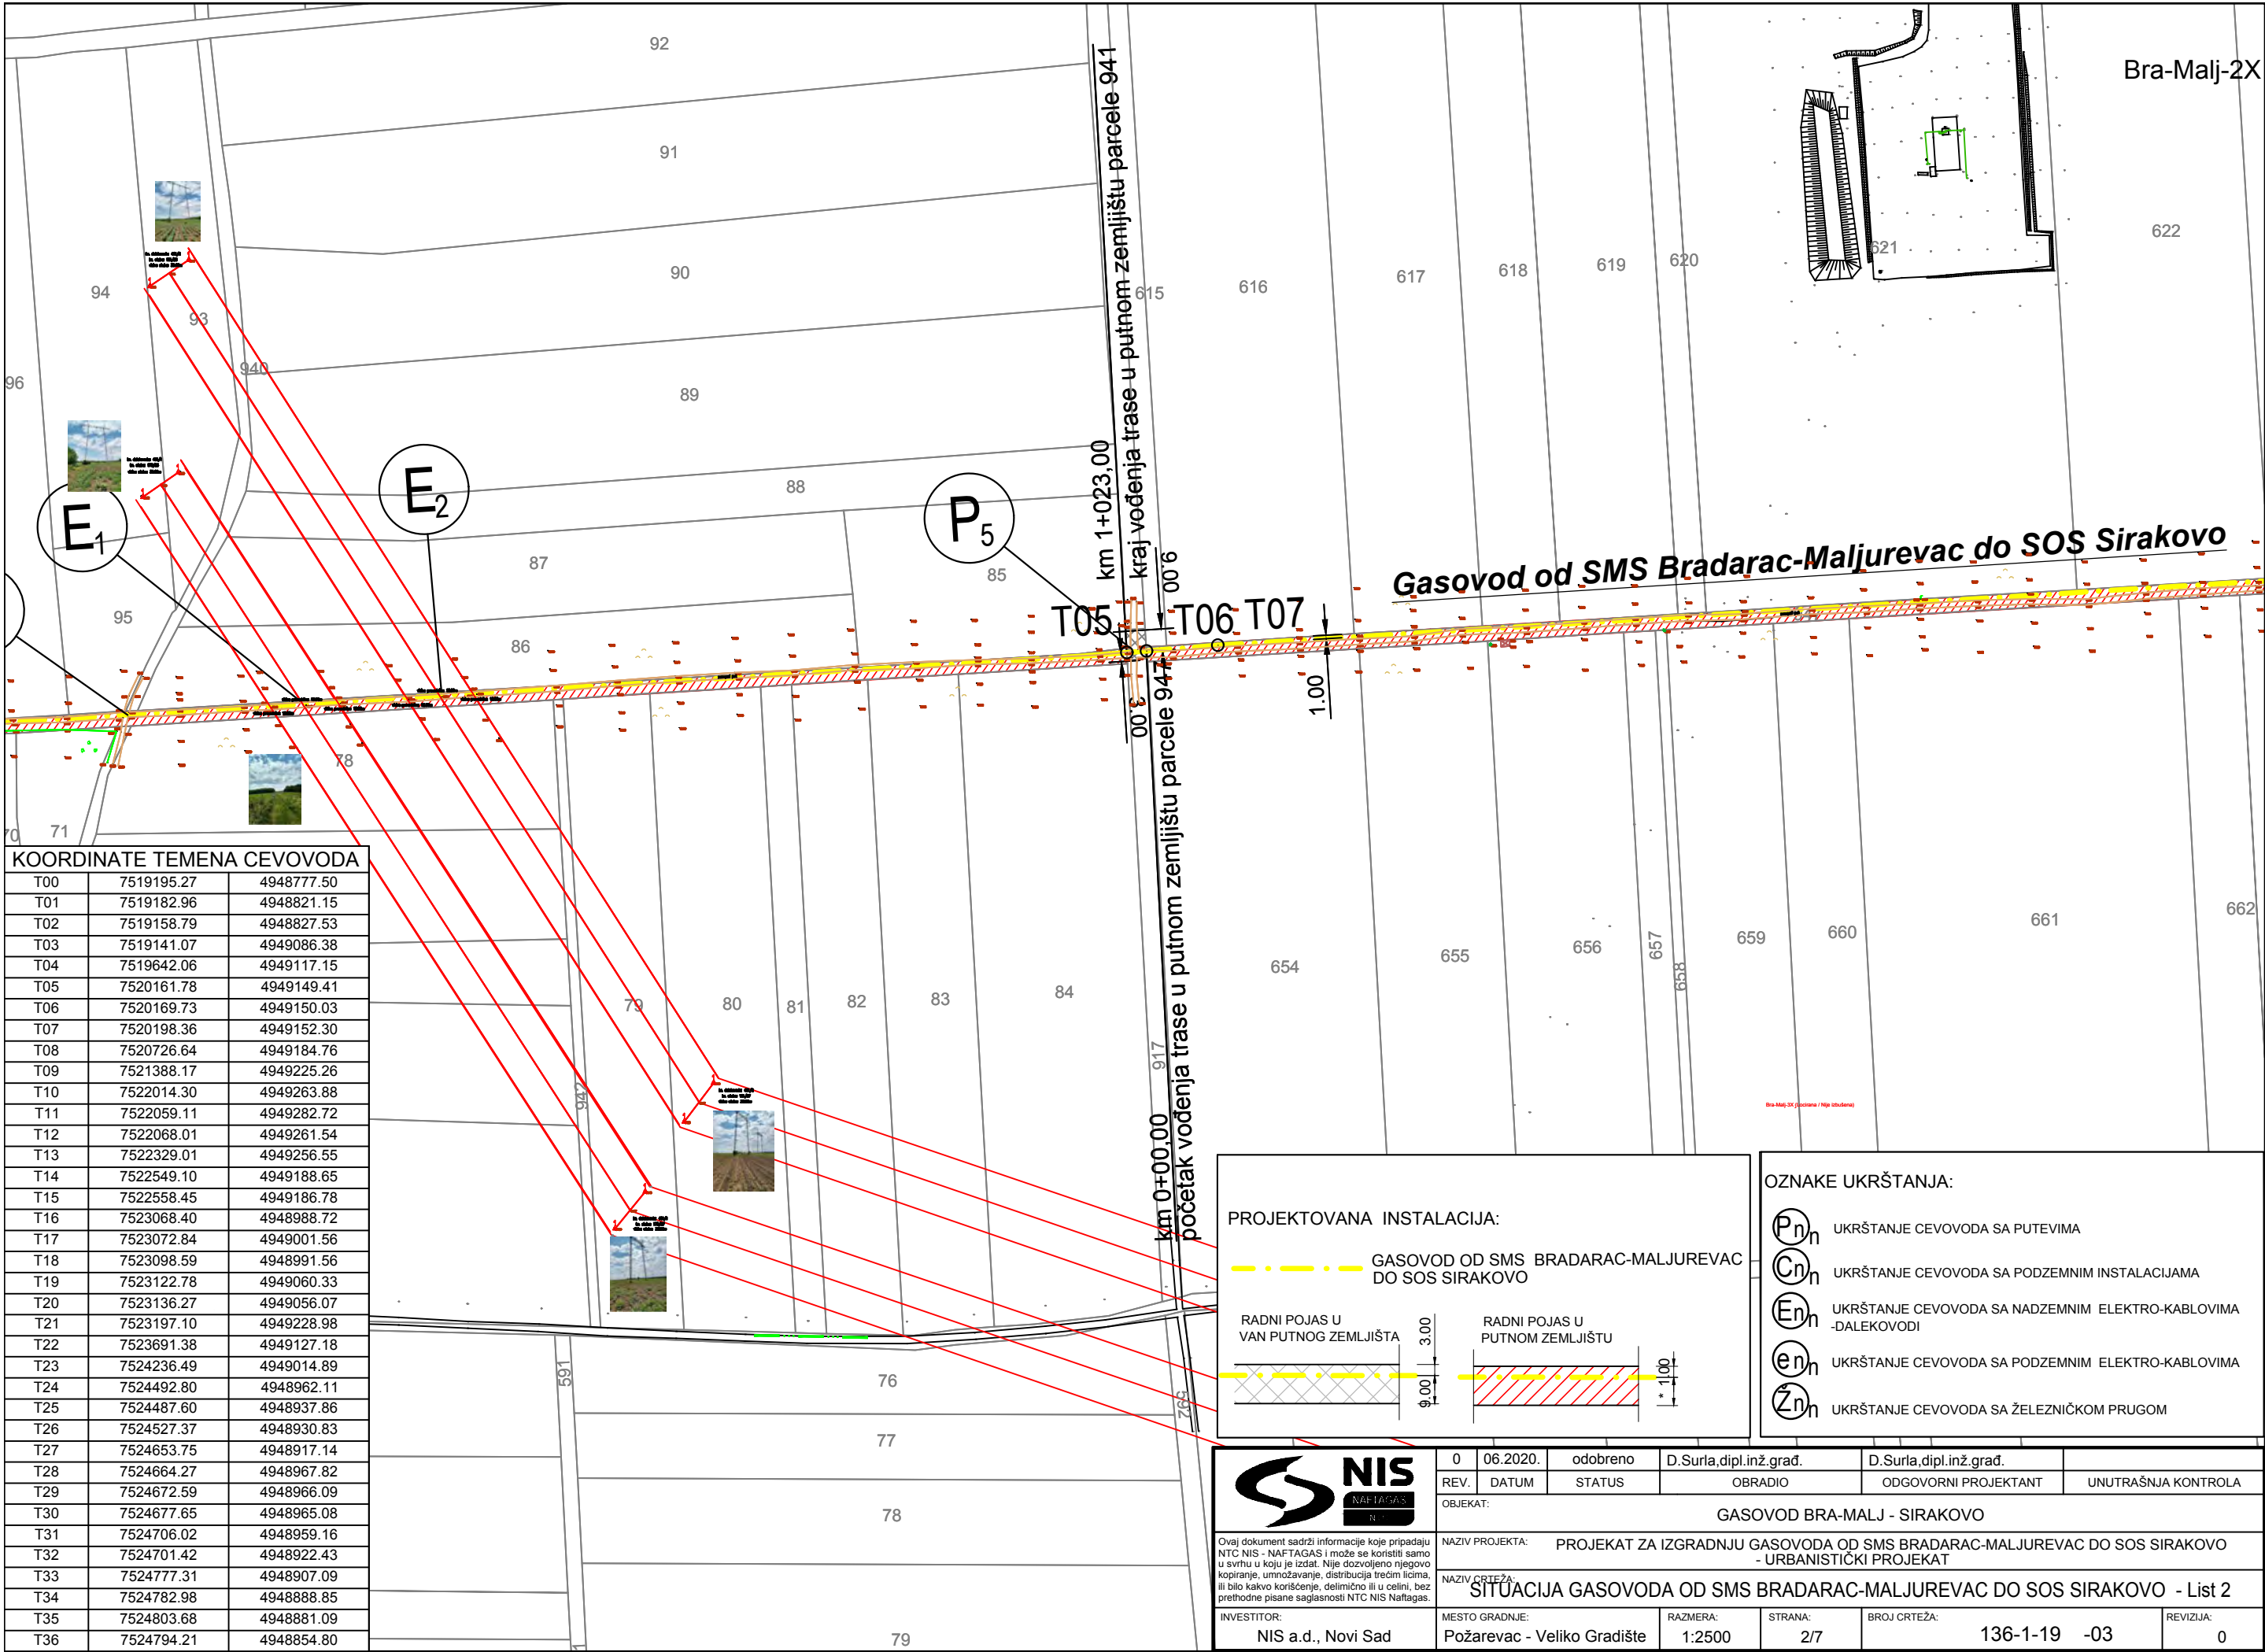 92
91
90
89
88
87
86
85
94
93
940
96
95
E1
E2
P5
km 1+023,00
kraj vođenja trase u putnom zemljištu parcele 941
615
616
617
618
619
620
621
622
Bra-Malj-2X
Gasovod od SMS Bradarac-Maljurevac do SOS Sirakovo
T05
T06
T07
9.00
3.00
1.00
km 0+00,00
početak vođenja trase u putnom zemljištu parcele 947
71
78
79
80
81
82
83
84
942
917
654
655
656
657
658
659
660
661
662
591
592
76
77
78
79
KOORDINATE TEMENA CEVOVODA
T00 7519195.27 4948777.50
T01 7519182.96 4948821.15
T02 7519158.79 4948827.53
T03 7519141.07 4949086.38
T04 7519642.06 4949117.15
T05 7520161.78 4949149.41
T06 7520169.73 4949150.03
T07 7520198.36 4949152.30
T08 7520726.64 4949184.76
T09 7521388.17 4949225.26
T10 7522014.30 4949263.88
T11 7522059.11 4949282.72
T12 7522068.01 4949261.54
T13 7522329.01 4949256.55
T14 7522549.10 4949188.65
T15 7522558.45 4949186.78
T16 7523068.40 4948988.72
T17 7523072.84 4949001.56
T18 7523098.59 4948991.56
T19 7523122.78 4949060.33
T20 7523136.27 4949056.07
T21 7523197.10 4949228.98
T22 7523691.38 4949127.18
T23 7524236.49 4949014.89
T24 7524492.80 4948962.11
T25 7524487.60 4948937.86
T26 7524527.37 4948930.83
T27 7524653.75 4948917.14
T28 7524664.27 4948967.82
T29 7524672.59 4948966.09
T30 7524677.65 4948965.08
T31 7524706.02 4948959.16
T32 7524701.42 4948922.43
T33 7524777.31 4948907.09
T34 7524782.98 4948888.85
T35 7524803.68 4948881.09
T36 7524794.21 4948854.80
PROJEKTOVANA INSTALACIJA:
GASOVOD OD SMS BRADARAC-MALJUREVAC
DO SOS SIRAKOVO
RADNI POJAS U
VAN PUTNOG ZEMLJIŠTA
3.00
9.00
RADNI POJAS U
PUTNOM ZEMLJIŠTU
* 1.00
OZNAKE UKRŠTANJA:
Pn n UKRŠTANJE CEVOVODA SA PUTEVIMA
Cn n UKRŠTANJE CEVOVODA SA PODZEMNIM INSTALACIJAMA
En n UKRŠTANJE CEVOVODA SA NADZEMNIM ELEKTRO-KABLOVIMA
-DALEKOVODI
en n UKRŠTANJE CEVOVODA SA PODZEMNIM ELEKTRO-KABLOVIMA
Žn n UKRŠTANJE CEVOVODA SA ŽELEZNIČKOM PRUGOM
NIS
NAFTAGAS
Ovaj dokument sadrži informacije koje pripadaju
NTC NIS - NAFTAGAS i može se koristiti samo
u svrhu u koju je izdat. Nije dozvoljeno njegovo
kopiranje, umnožavanje, distribucija trećim licima,
ili bilo kakvo korišćenje, delimično ili u celini, bez
prethodne pisane saglasnosti NTC NIS Naftagas.
INVESTITOR:
NIS a.d., Novi Sad
0 06.2020. odobreno D.Surla,dipl.inž.građ. D.Surla,dipl.inž.građ.
REV. DATUM STATUS OBRADIO ODGOVORNI PROJEKTANT UNUTRAŠNJA KONTROLA
OBJEKAT:
GASOVOD BRA-MALJ - SIRAKOVO
NAZIV PROJEKTA: PROJEKAT ZA IZGRADNJU GASOVODA OD SMS BRADARAC-MALJUREVAC DO SOS SIRAKOVO
- URBANISTIČKI PROJEKAT
NAZIV CRTEŽA:
SITUACIJA GASOVODA OD SMS BRADARAC-MALJUREVAC DO SOS SIRAKOVO - List 2
MESTO GRADNJE: RAZMERA: STRANA: BROJ CRTEŽA: REVIZIJA:
Požarevac - Veliko Gradište 1:2500 2/7 136-1-19 -03 0